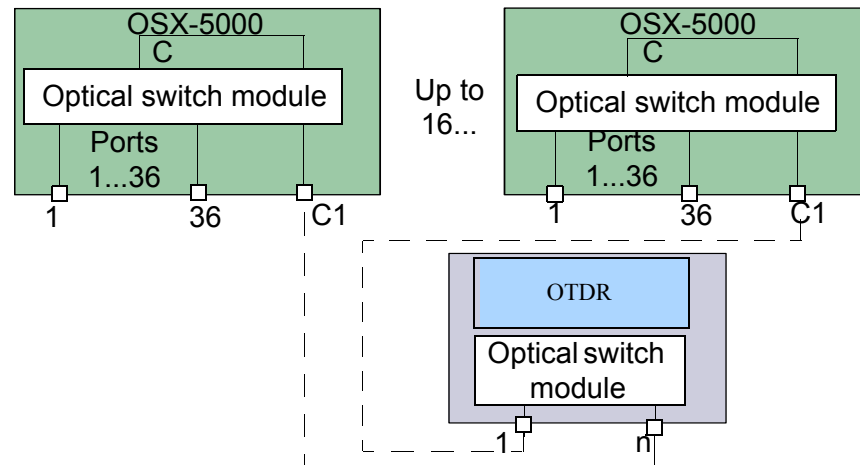 OSX-5000
C
Optical switch module
Ports
1...36
1
36
C1
Up to
16...
OSX-5000
C
Optical switch module
Ports
1...36
1
36
C1
OTDR
Optical switch
module
1
n